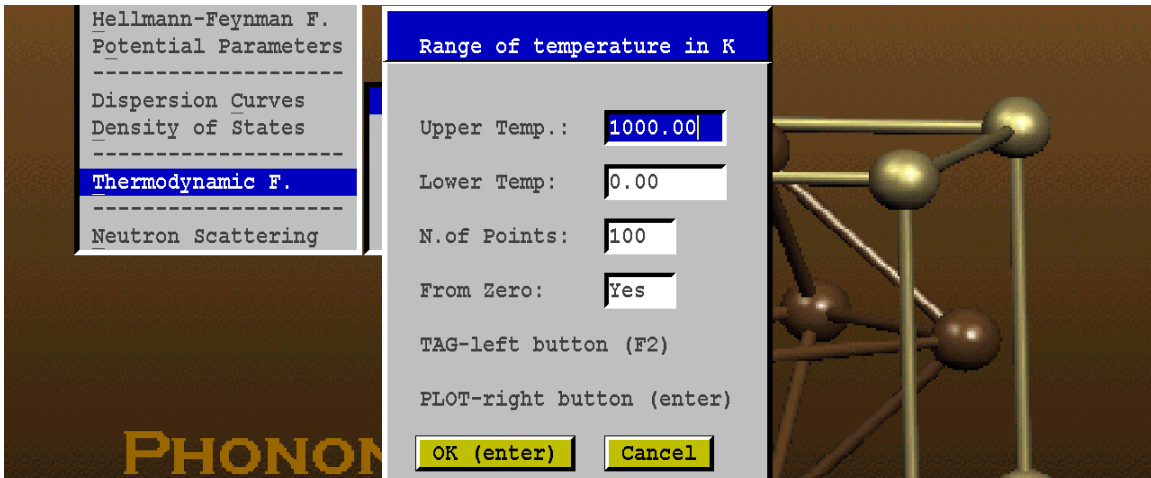 Hellmann-Feynman F.
Potential Parameters
--------------------
Dispersion Curves
Density of States
--------------------
Thermodynamic F.
--------------------
Neutron Scattering
Range of temperature in K
Upper Temp.: 1000.00
Lower Temp: 0.00
N.of Points: 100
From Zero: Yes
TAG-left button (F2)
PLOT-right button (enter)
OK (enter) Cancel
PHONON